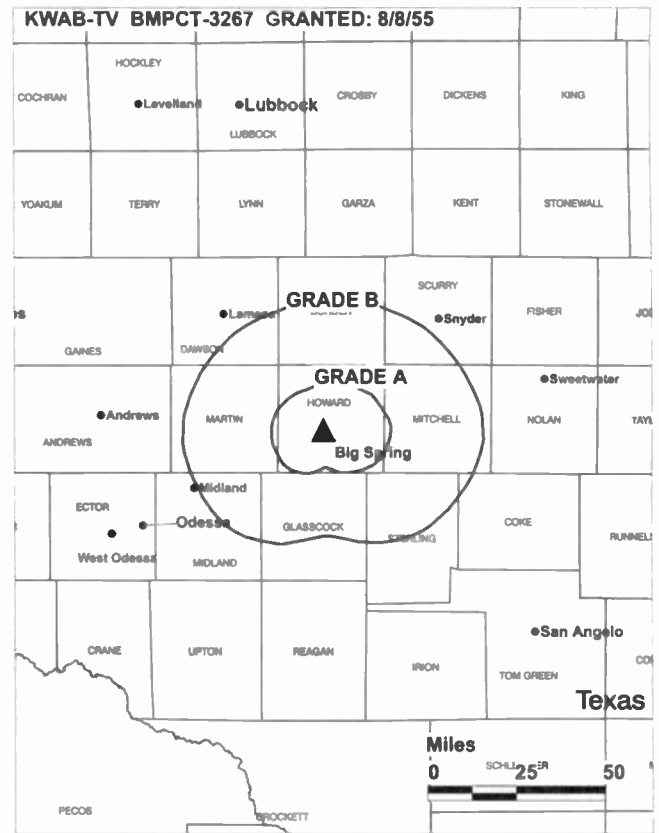 KWAB-TV BMPCT-3267 GRANTED: 8/8/55
HOCKLEY
COCHRAN
Levelland
Lubbock
CROSBY
DICKENS
KING
LUBBOCK
YOAKUM
TERRY
LYNN
GARZA
KENT
STONEWALL
SCURRY
GRADE B
Lamesa
Snyder
FISHER
GAINES
DAWSON
GRADE A
Sweetwater
HOWARD
Andrews
MARTIN
MITCHELL
NOLAN
TAYL
ANDREWS
Big Spring
Midland
ECTOR
Odessa
GLASSCOCK
COKE
STERLING
RUNNELS
West Odessa
MIDLAND
San Angelo
CRANE
UPTON
REAGAN
IRION
TOM GREEN
Texas
Miles
0 25 50
PECOS
CROCKETT